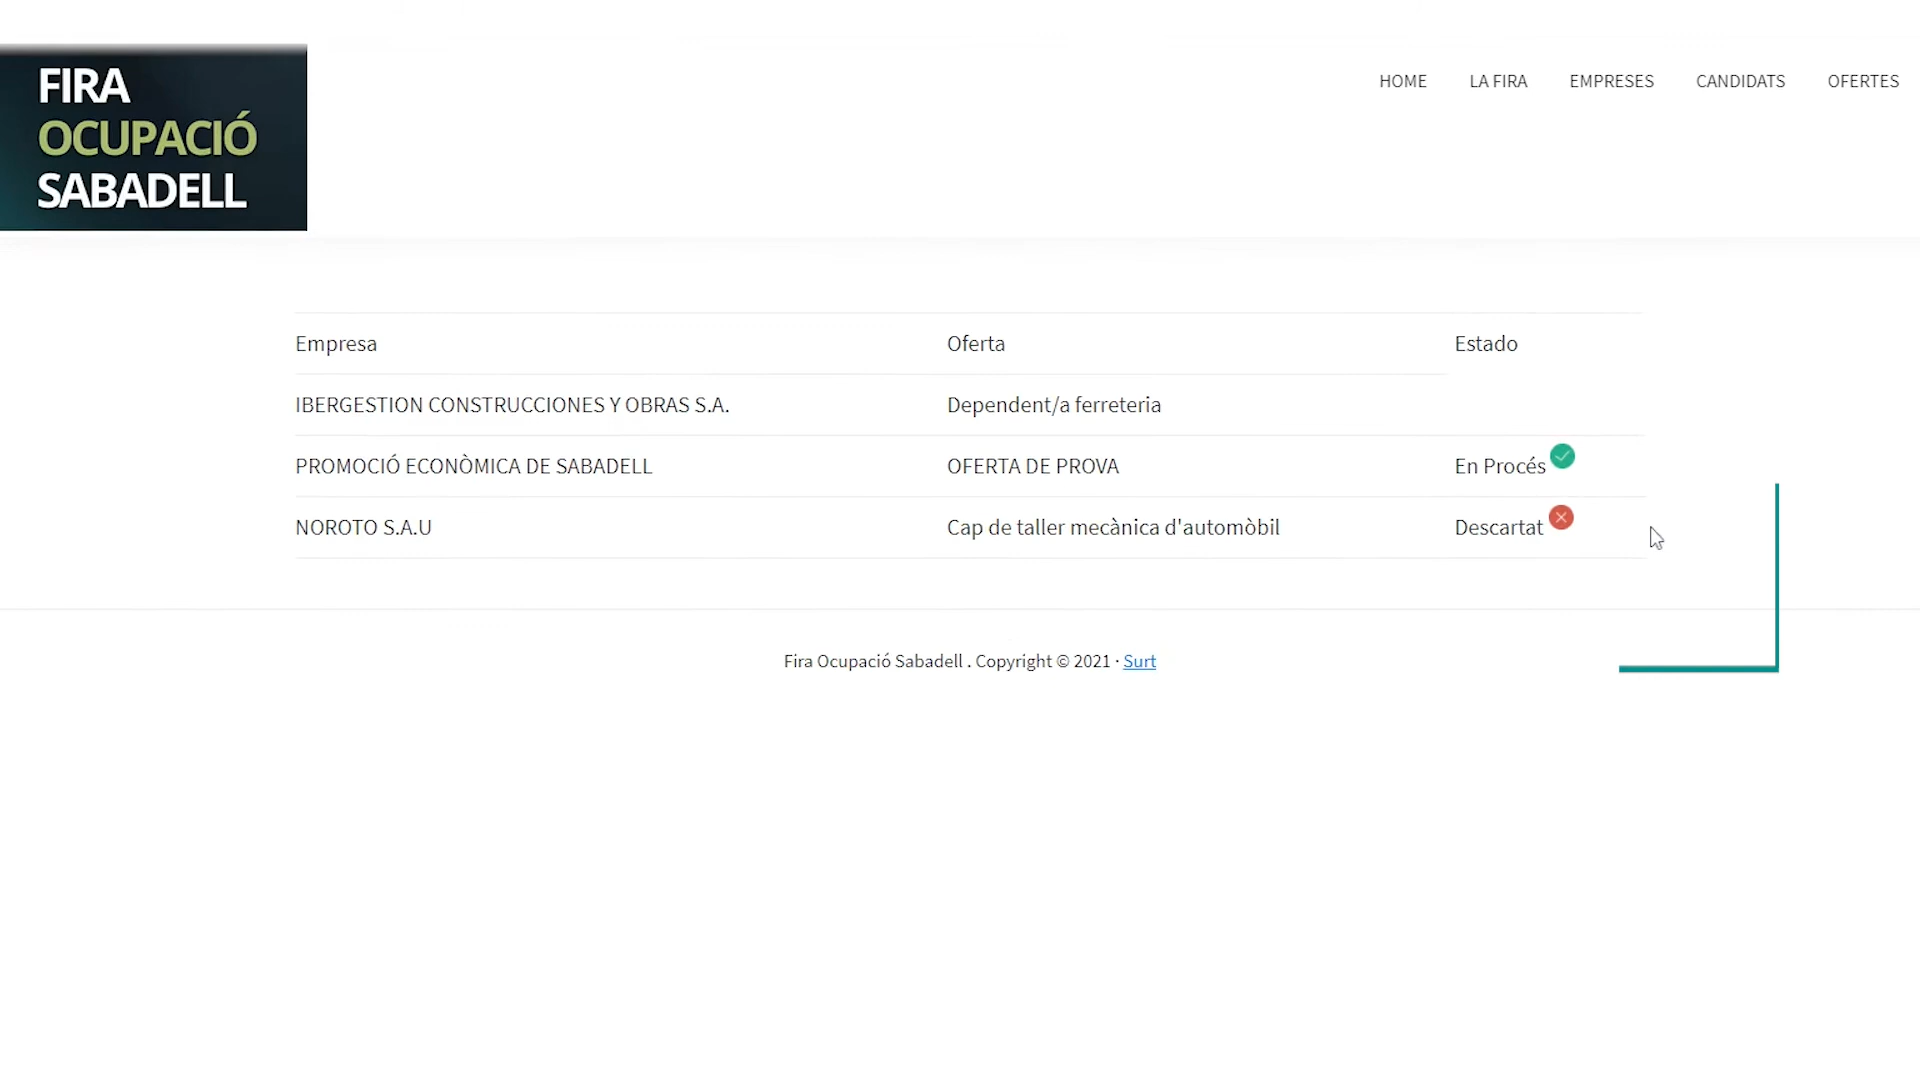 FIRA
OCUPACIÓ
SABADELL
HOME LA FIRA EMPRESES CANDIDATS OFERTES
Empresa Oferta Estado
IBERGESTION CONSTRUCCIONES Y OBRAS S.A. Dependent/a ferreteria
PROMOCIÓ ECONÒMICA DE SABADELL OFERTA DE PROVA En Procés
NOROTO S.A.U Cap de taller mecànica d'automòbil Descartat
Fira Ocupació Sabadell . Copyright © 2021 · Surt